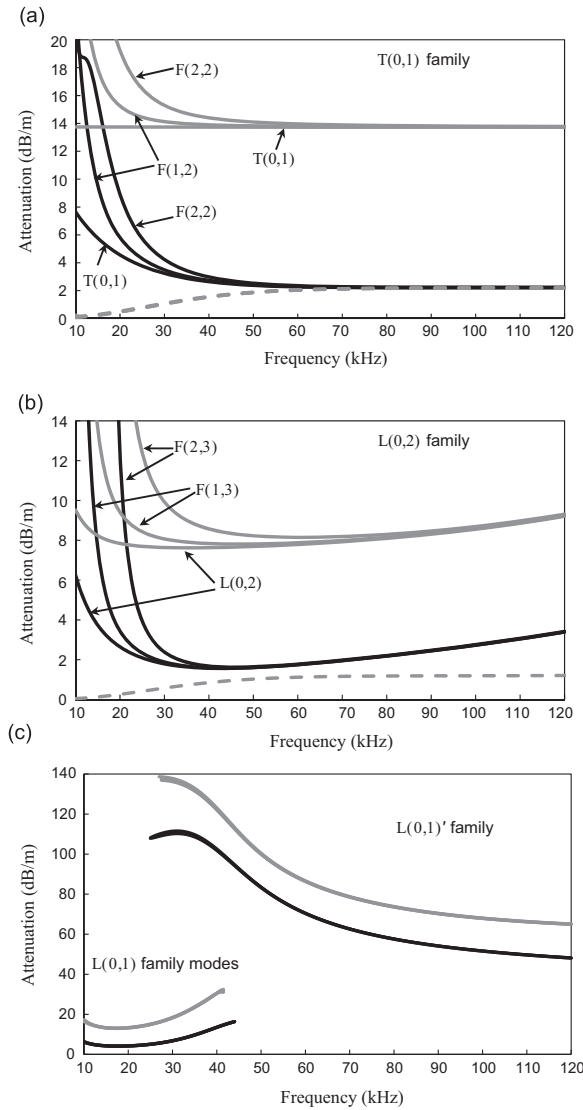 (a)
20
18
16
14
12
10
8
6
4
2
0
Attenuation (dB/m)
T(0,1) family
F(2,2)
T(0,1)
F(1,2)
F(2,2)
T(0,1)
10 20 30 40 50 60 70 80 90 100 110 120
Frequency (kHz)
(b)
14
12
10
8
6
4
2
0
Attenuation (dB/m)
L(0,2) family
F(2,3)
F(1,3)
L(0,2)
10 20 30 40 50 60 70 80 90 100 110 120
Frequency (kHz)
(c)
140
120
100
80
60
40
20
0
Attenuation (dB/m)
L(0,1)′ family
L(0,1) family modes
10 20 30 40 50 60 70 80 90 100 110 120
Frequency (kHz)